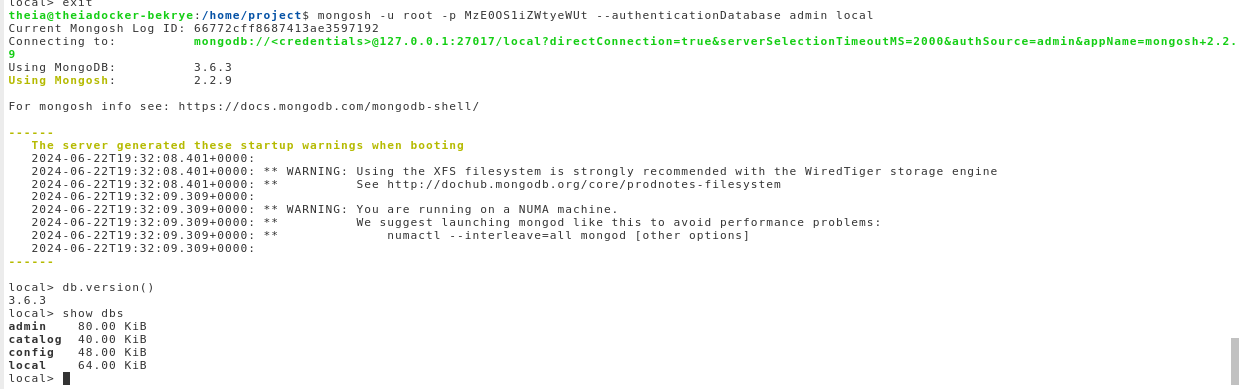 local> exit
theia@theiadocker-bekrye:/home/project$ mongosh -u root -p MzE0OS1iZWtyeWUt --authenticationDatabase admin local
Current Mongosh Log ID: 66772cff8687413ae3597192
Connecting to:          mongodb://<credentials>@127.0.0.1:27017/local?directConnection=true&serverSelectionTimeoutMS=2000&authSource=admin&appName=mongosh+2.2.
9
Using MongoDB:          3.6.3
Using Mongosh:          2.2.9

For mongosh info see: https://docs.mongodb.com/mongodb-shell/

------
   The server generated these startup warnings when booting
   2024-06-22T19:32:08.401+0000:
   2024-06-22T19:32:08.401+0000: ** WARNING: Using the XFS filesystem is strongly recommended with the WiredTiger storage engine
   2024-06-22T19:32:08.401+0000: **          See http://dochub.mongodb.org/core/prodnotes-filesystem
   2024-06-22T19:32:09.309+0000:
   2024-06-22T19:32:09.309+0000: ** WARNING: You are running on a NUMA machine.
   2024-06-22T19:32:09.309+0000: **          We suggest launching mongod like this to avoid performance problems:
   2024-06-22T19:32:09.309+0000: **              numactl --interleave=all mongod [other options]
   2024-06-22T19:32:09.309+0000:
------

local> db.version()
3.6.3
local> show dbs
admin    80.00 KiB
catalog  40.00 KiB
config   48.00 KiB
local    64.00 KiB
local>